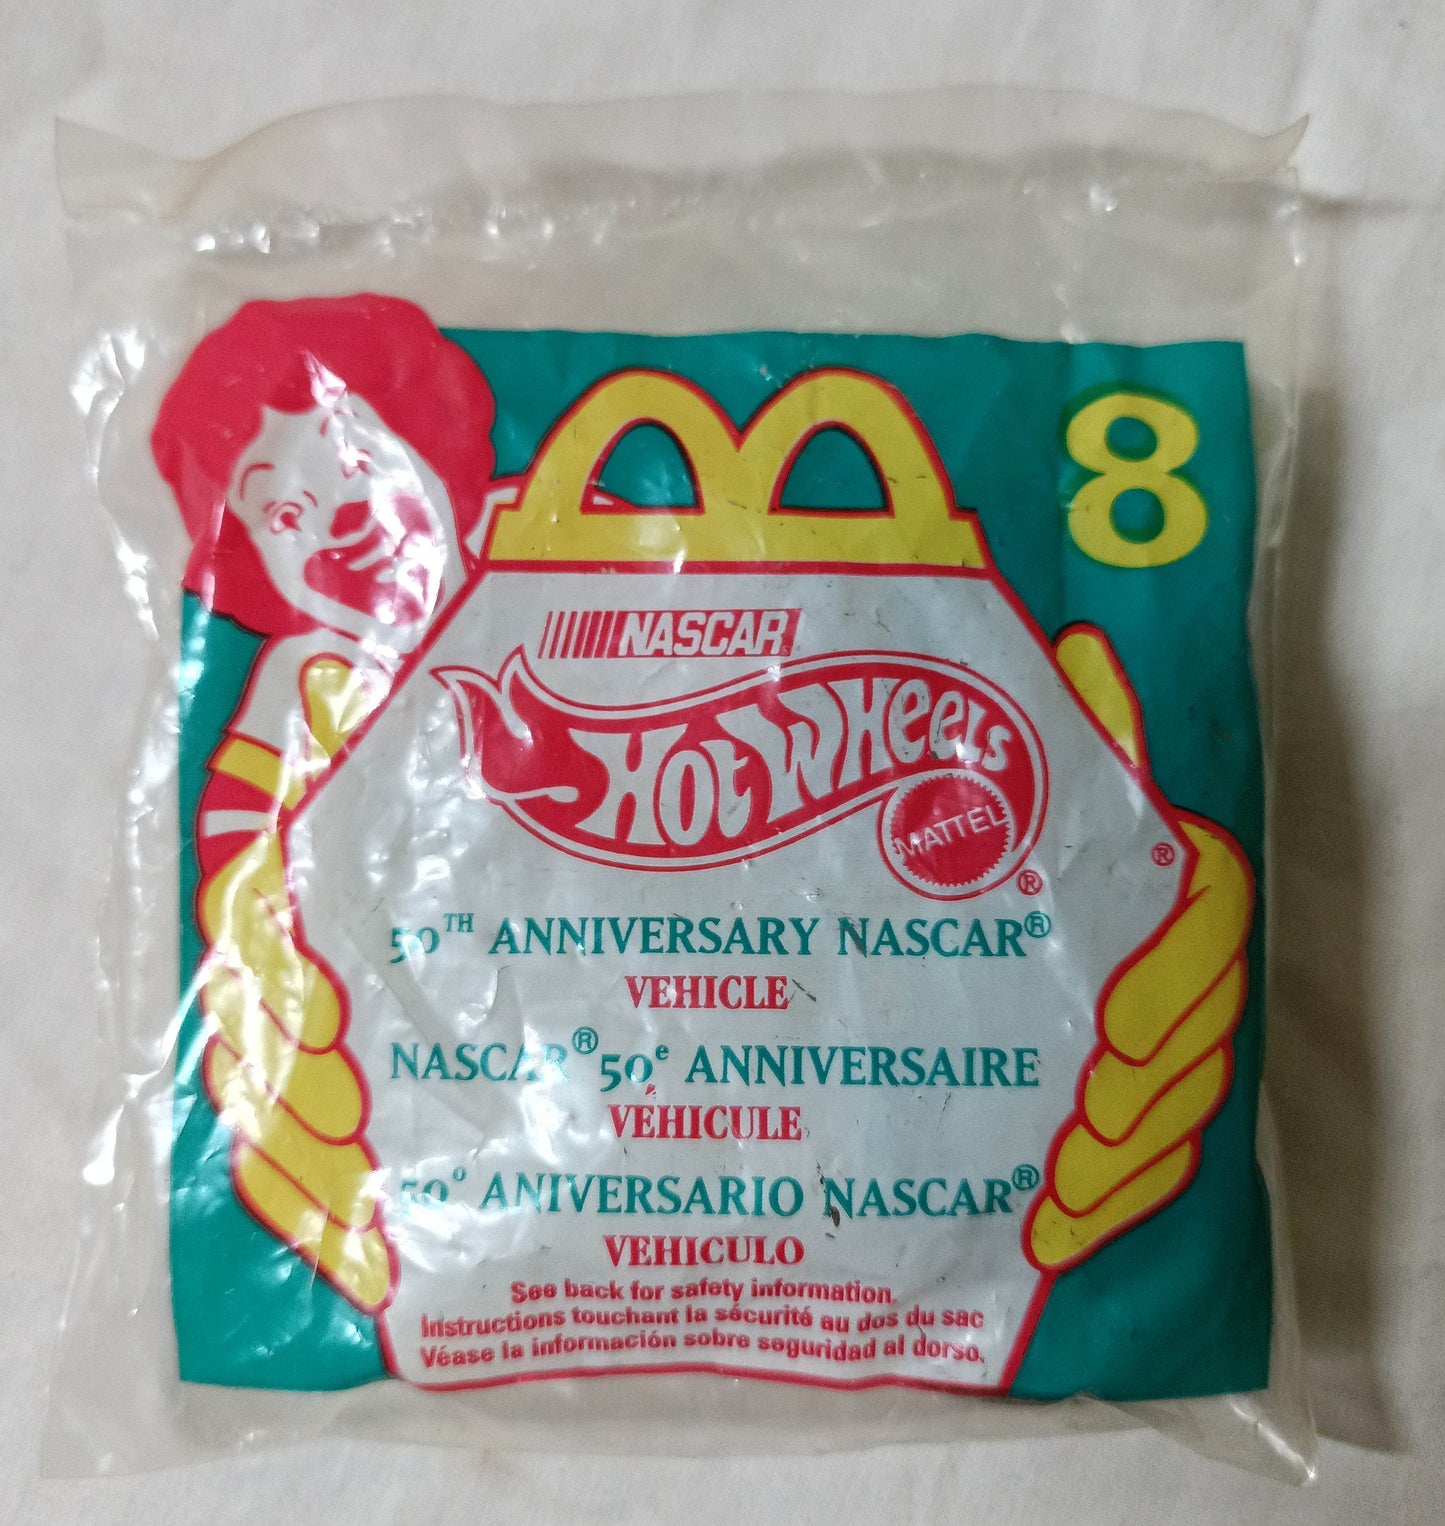 8
NASCAR
HOT WHEELS
MATTEL
®
®
50TH ANNIVERSARY NASCAR®
VEHICLE
NASCAR® 50e ANNIVERSAIRE
VÉHICULE
50° ANIVERSARIO NASCAR®
VEHICULO
See back for safety information.
Instructions touchant la sécurité au dos du sac
Véase la información sobre seguridad al dorso.